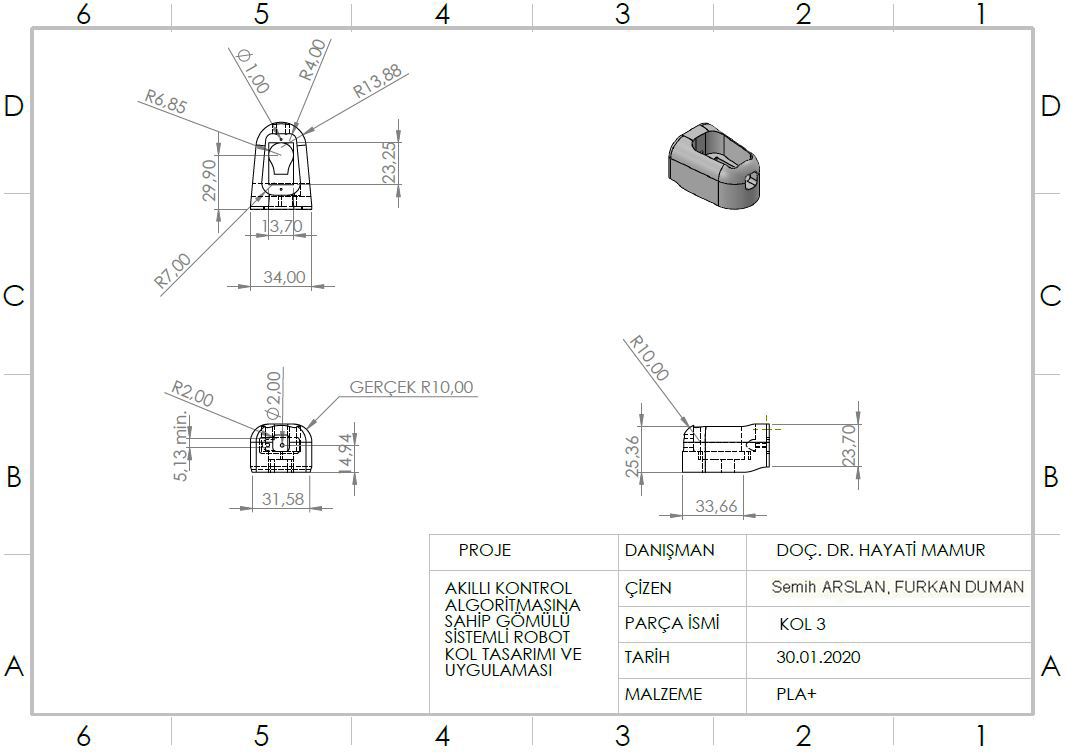 6 5 4 3 2 1
D D
Ø1,00
R4,00
R13,88
R6,85
29,90
23,25
13,70
R7,00
34,00
C C
R10,00
R2,00
Ø2,00
GERÇEK R10,00
5,13 min.
14,94
31,58
25,36
23,70
33,66
B B
PROJE
AKILLI KONTROL
ALGORİTMASINA
SAHİP GÖMÜLÜ
SİSTEMLİ ROBOT
KOL TASARIMI VE
UYGULAMASI
DANIŞMAN DOÇ. DR. HAYATİ MAMUR
ÇİZEN Semih ARSLAN, FURKAN DUMAN
PARÇA İSMİ KOL 3
TARİH 30.01.2020
MALZEME PLA+
A A
6 5 4 3 2 1